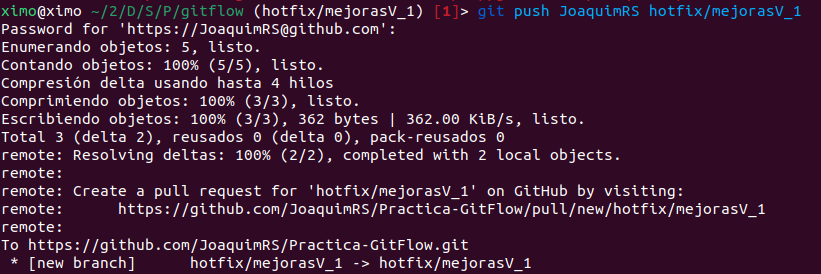 ximo@ximo ~/2/D/S/P/gitflow (hotfix/mejorasV_1) [1]> git push JoaquimRS hotfix/mejorasV_1
Password for 'https://JoaquimRS@github.com':
Enumerando objetos: 5, listo.
Contando objetos: 100% (5/5), listo.
Compresión delta usando hasta 4 hilos
Comprimiendo objetos: 100% (3/3), listo.
Escribiendo objetos: 100% (3/3), 362 bytes | 362.00 KiB/s, listo.
Total 3 (delta 2), reusados 0 (delta 0), pack-reusados 0
remote: Resolving deltas: 100% (2/2), completed with 2 local objects.
remote:
remote: Create a pull request for 'hotfix/mejorasV_1' on GitHub by visiting:
remote:      https://github.com/JoaquimRS/Practica-GitFlow/pull/new/hotfix/mejorasV_1
remote:
To https://github.com/JoaquimRS/Practica-GitFlow.git
 * [new branch]      hotfix/mejorasV_1 -> hotfix/mejorasV_1